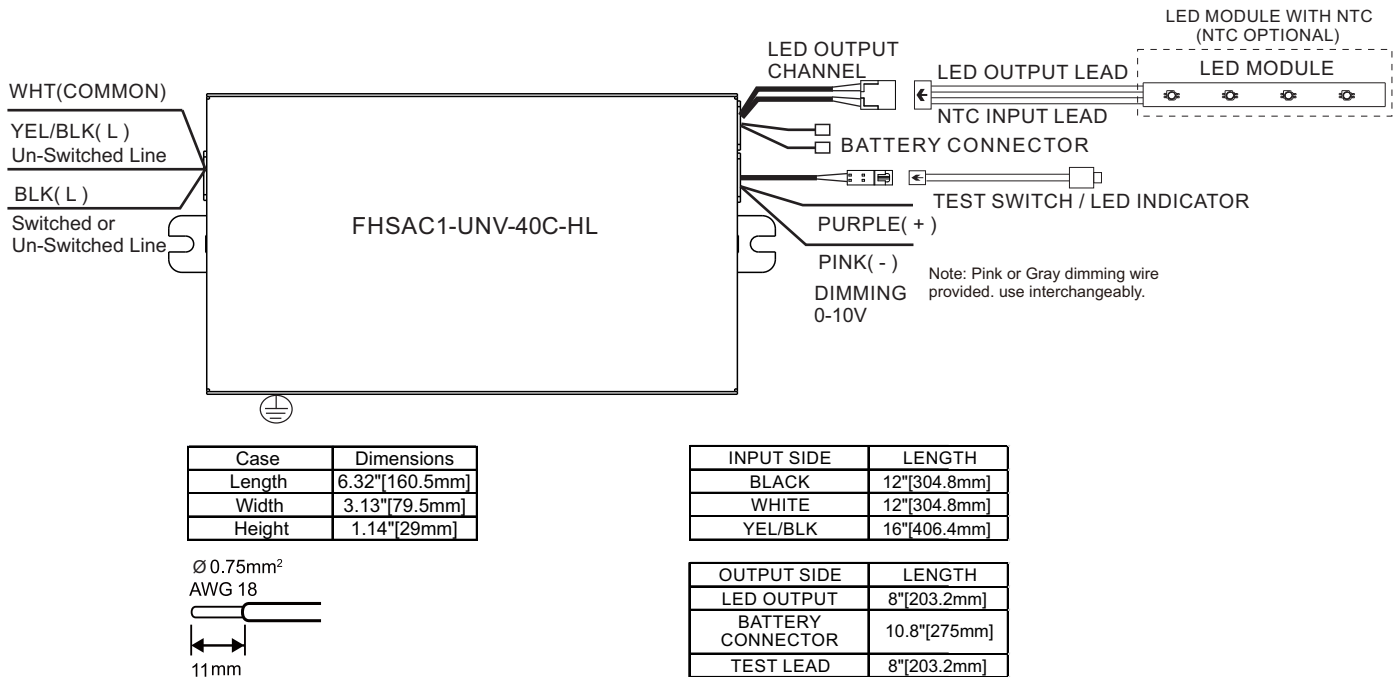 LED MODULE WITH NTC
(NTC OPTIONAL)
LED MODULE
LED OUTPUT
CHANNEL
LED OUTPUT LEAD
NTC INPUT LEAD
BATTERY CONNECTOR
TEST SWITCH / LED INDICATOR
PURPLE( + )
PINK( - )
DIMMING
0-10V
Note: Pink or Gray dimming wire
provided. use interchangeably.
WHT(COMMON)
YEL/BLK( L )
Un-Switched Line
BLK( L )
Switched or
Un-Switched Line
FHSAC1-UNV-40C-HL
Case Dimensions
Length 6.32"[160.5mm]
Width 3.13"[79.5mm]
Height 1.14"[29mm]
Ø 0.75mm²
AWG 18
11mm
INPUT SIDE LENGTH
BLACK 12"[304.8mm]
WHITE 12"[304.8mm]
YEL/BLK 16"[406.4mm]
OUTPUT SIDE LENGTH
LED OUTPUT 8"[203.2mm]
BATTERY
CONNECTOR 10.8"[275mm]
TEST LEAD 8"[203.2mm]